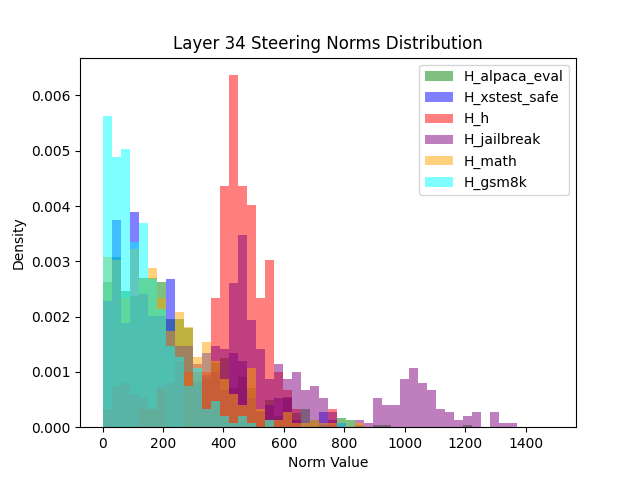 Layer 34 Steering Norms Distribution
H_alpaca_eval
H_xstest_safe
H_h
H_jailbreak
H_math
H_gsm8k
0.006
0.005
0.004
0.003
0.002
0.001
0.000
Density
0
200
400
600
800
1000
1200
1400
Norm Value